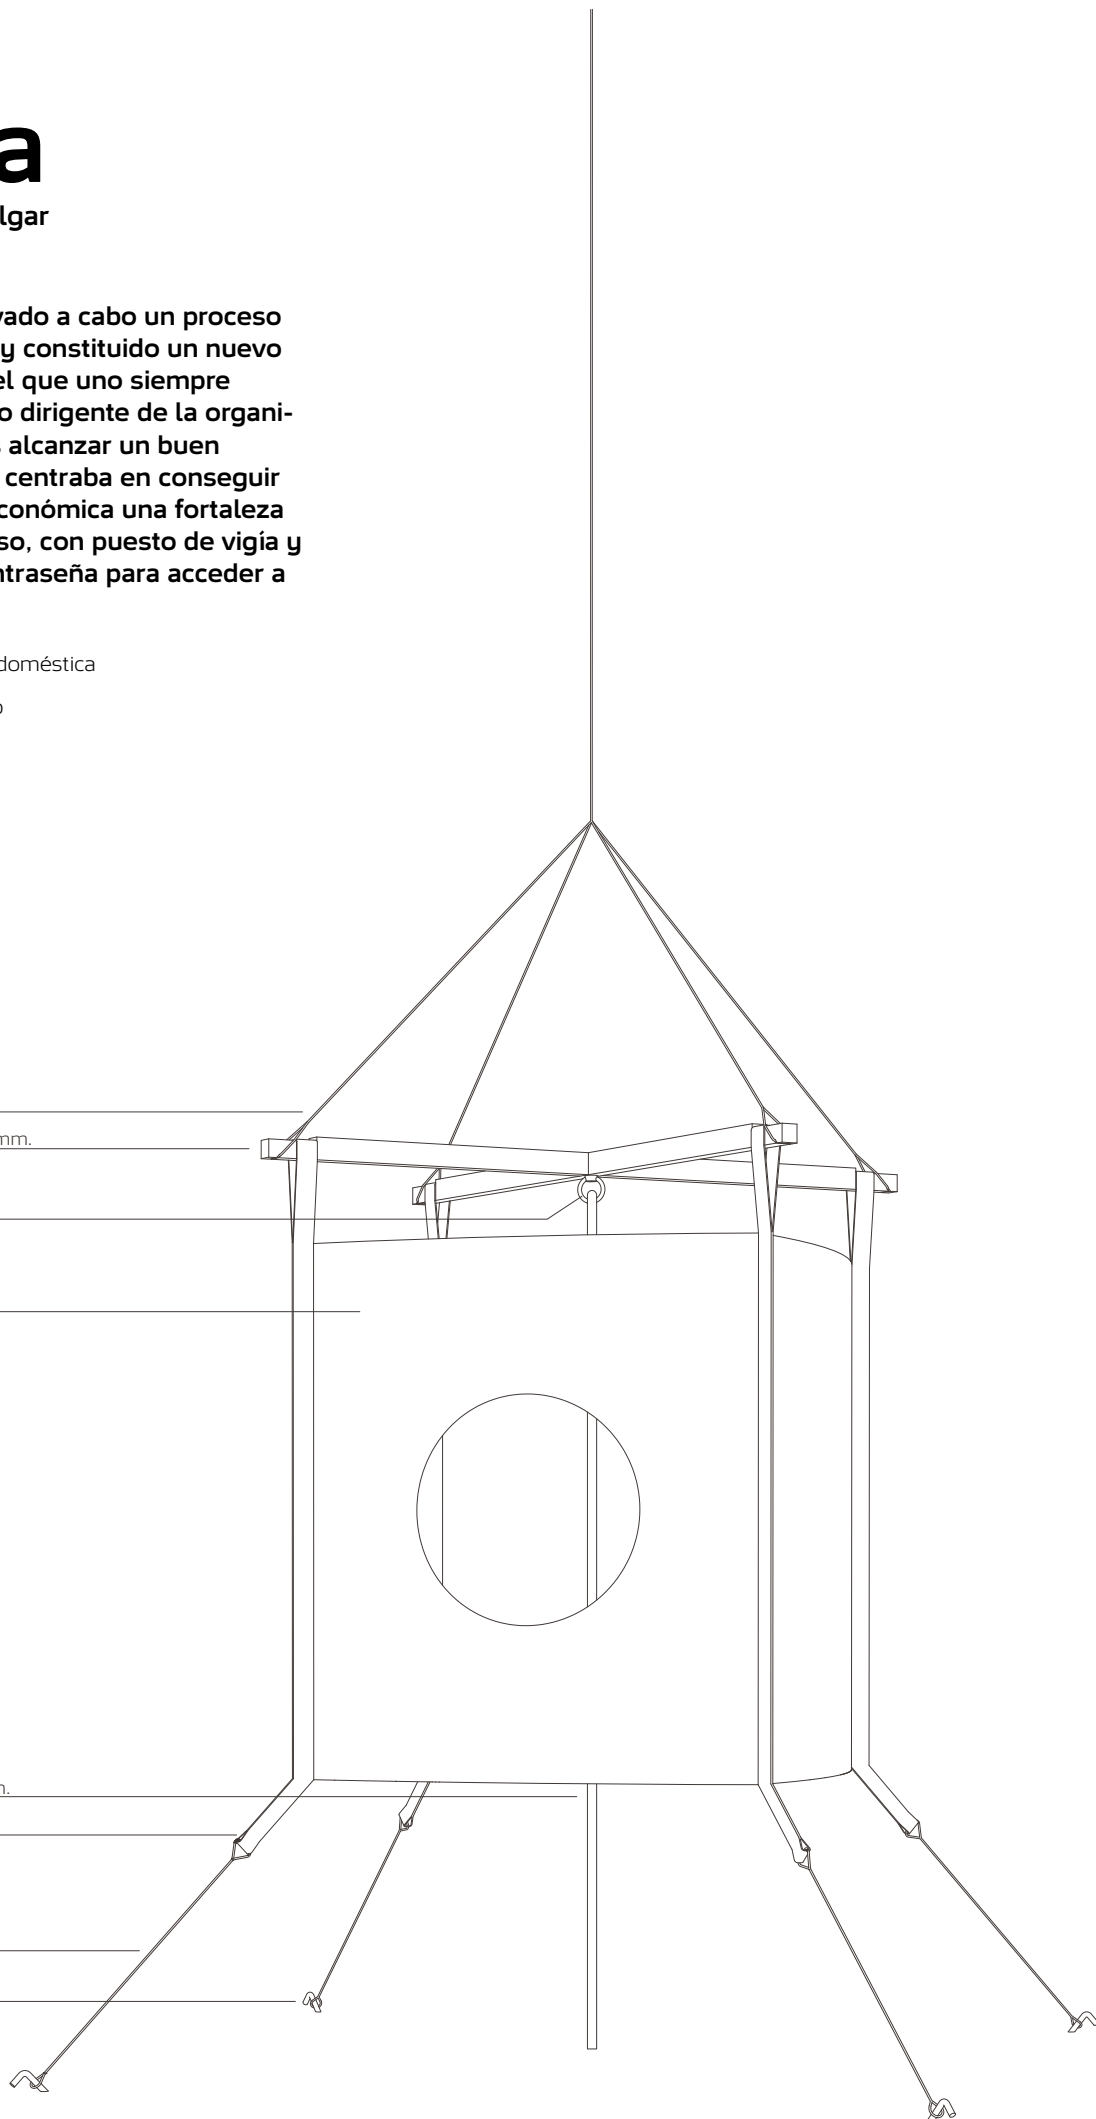 a
lgar
vado a cabo un proceso
y constituido un nuevo
el que uno siempre
o dirigente de la organi-
alcanzar un buen
centraba en conseguir
conómica una fortaleza
so, con puesto de vigía y
ntraseña para acceder a
doméstica
o
mm.